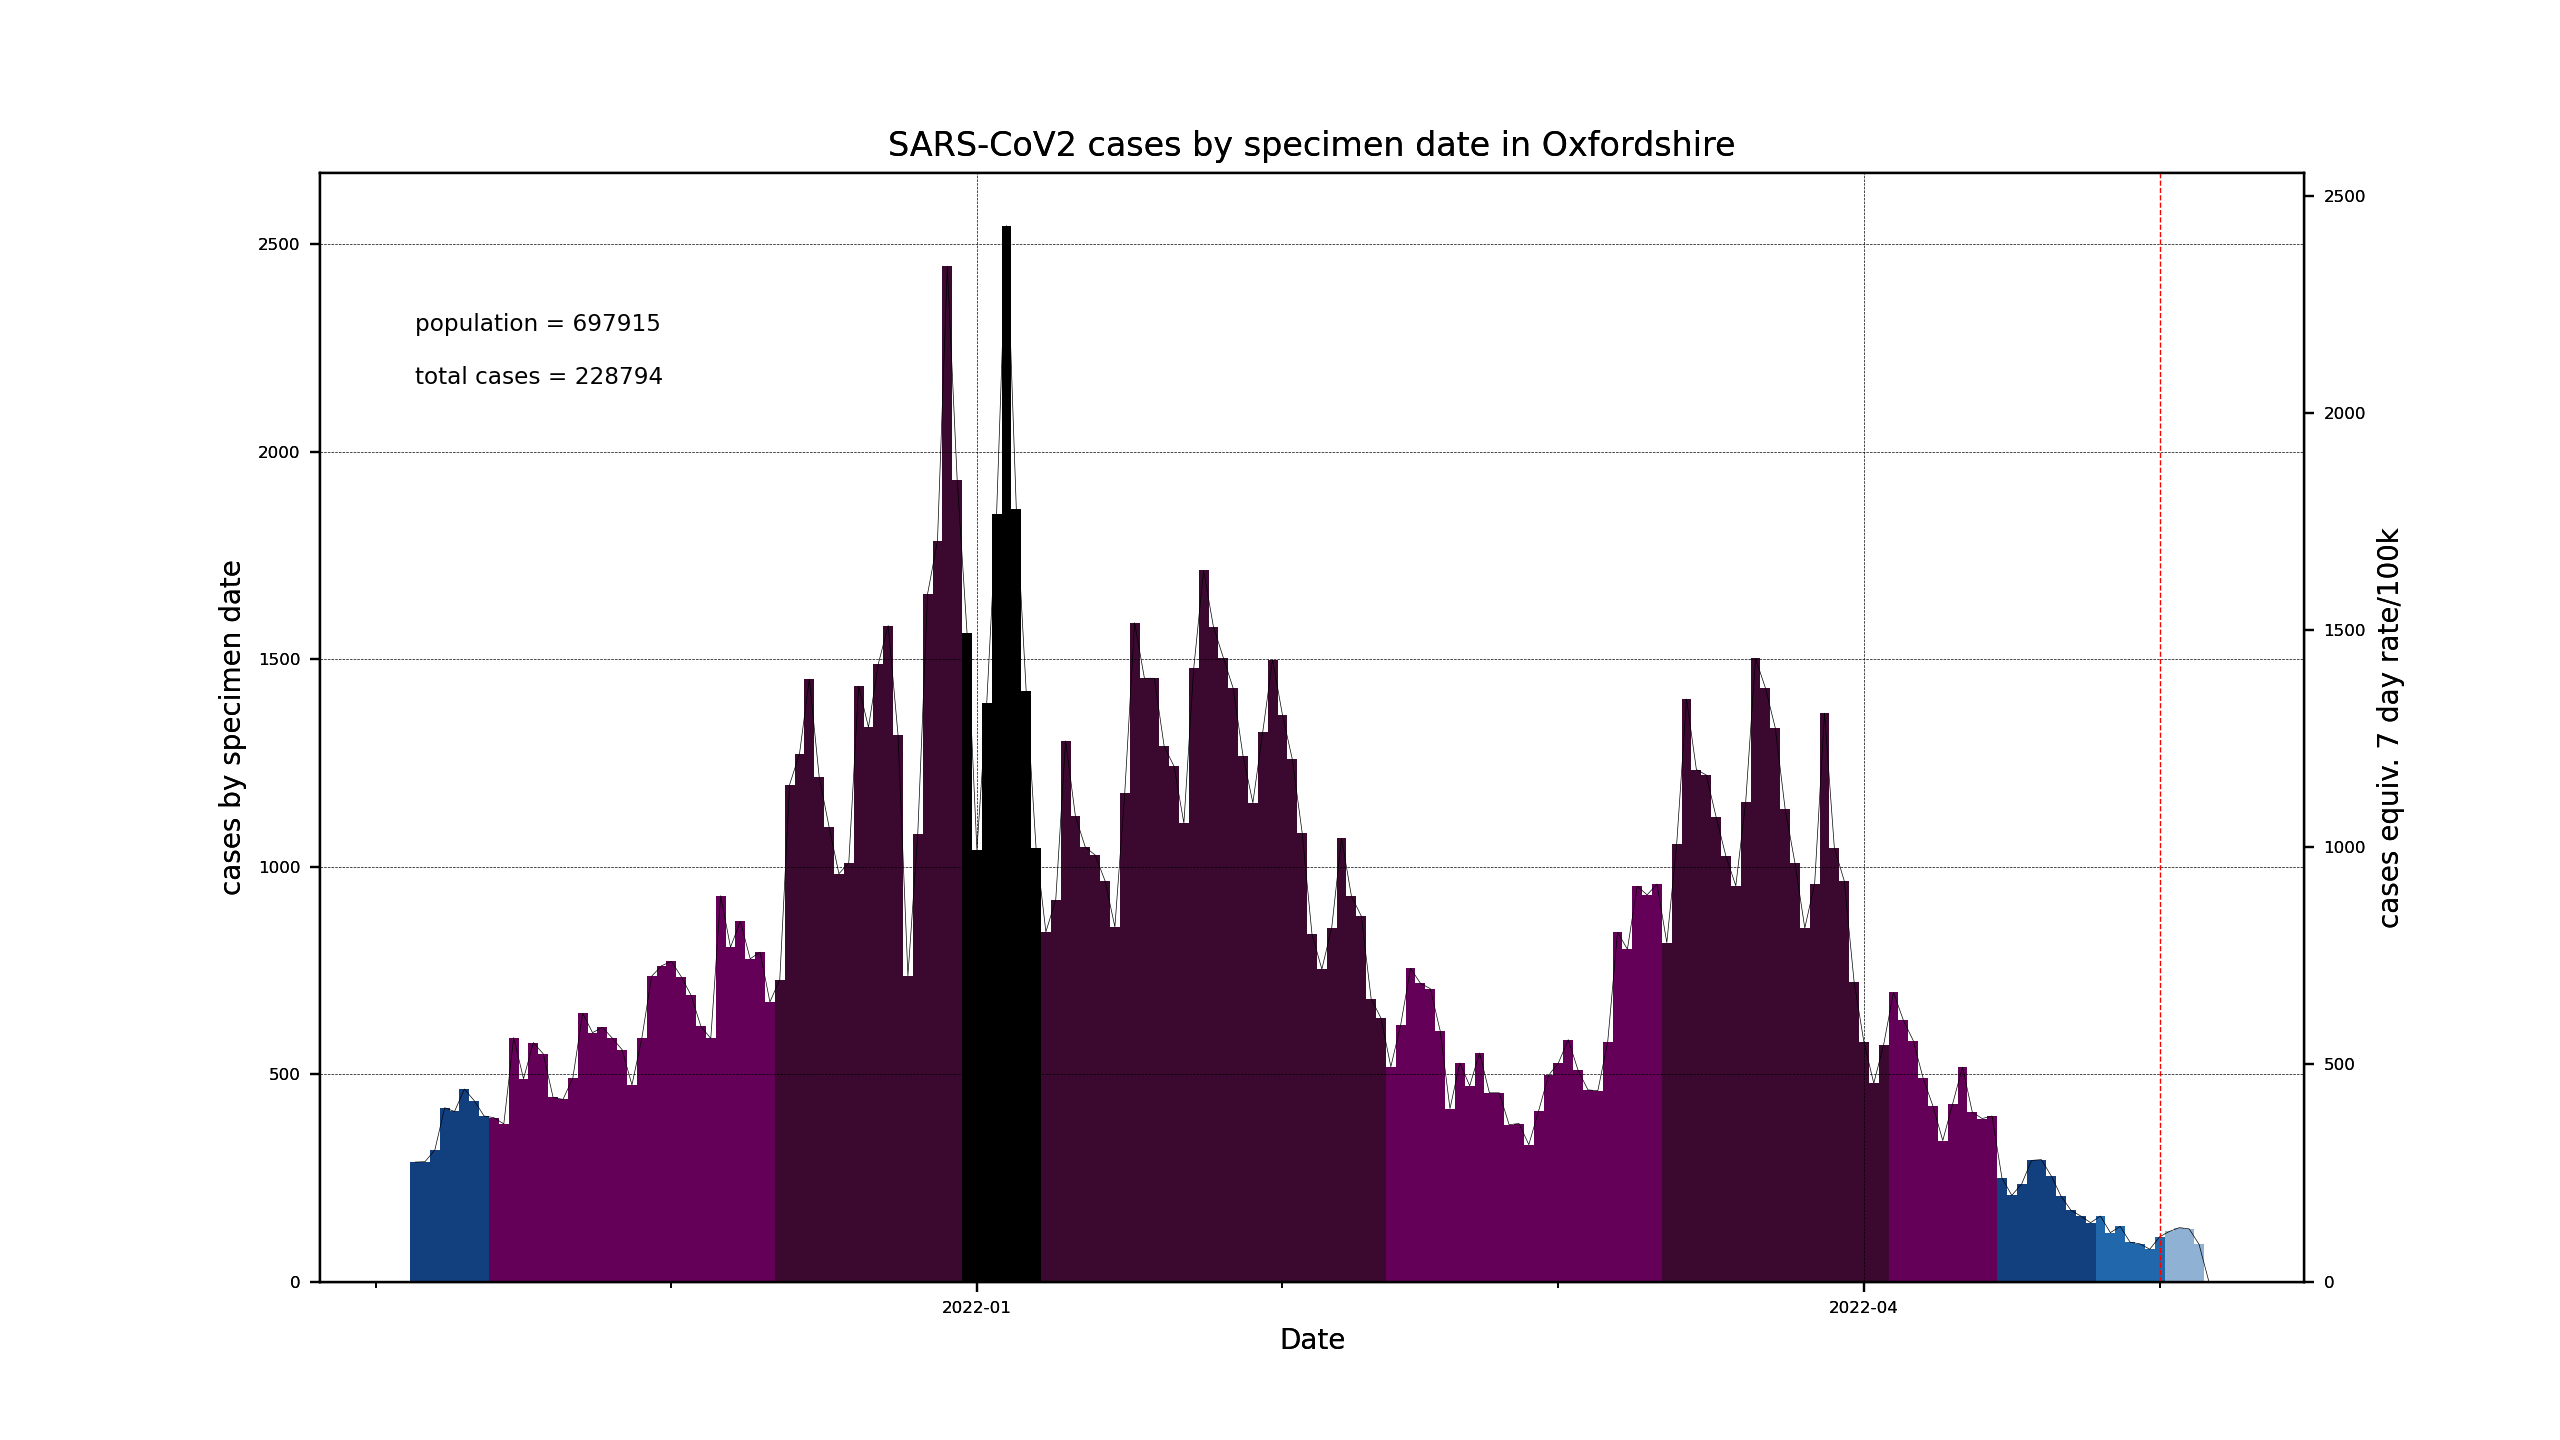 SARS-CoV2 cases by specimen date in Oxfordshire
population = 697915
total cases = 228794
cases by specimen date
2500
2000
1500
1000
500
0
2500
2000
1500
1000
500
0
cases equiv. 7 day rate/100k
2022-01
2022-04
Date